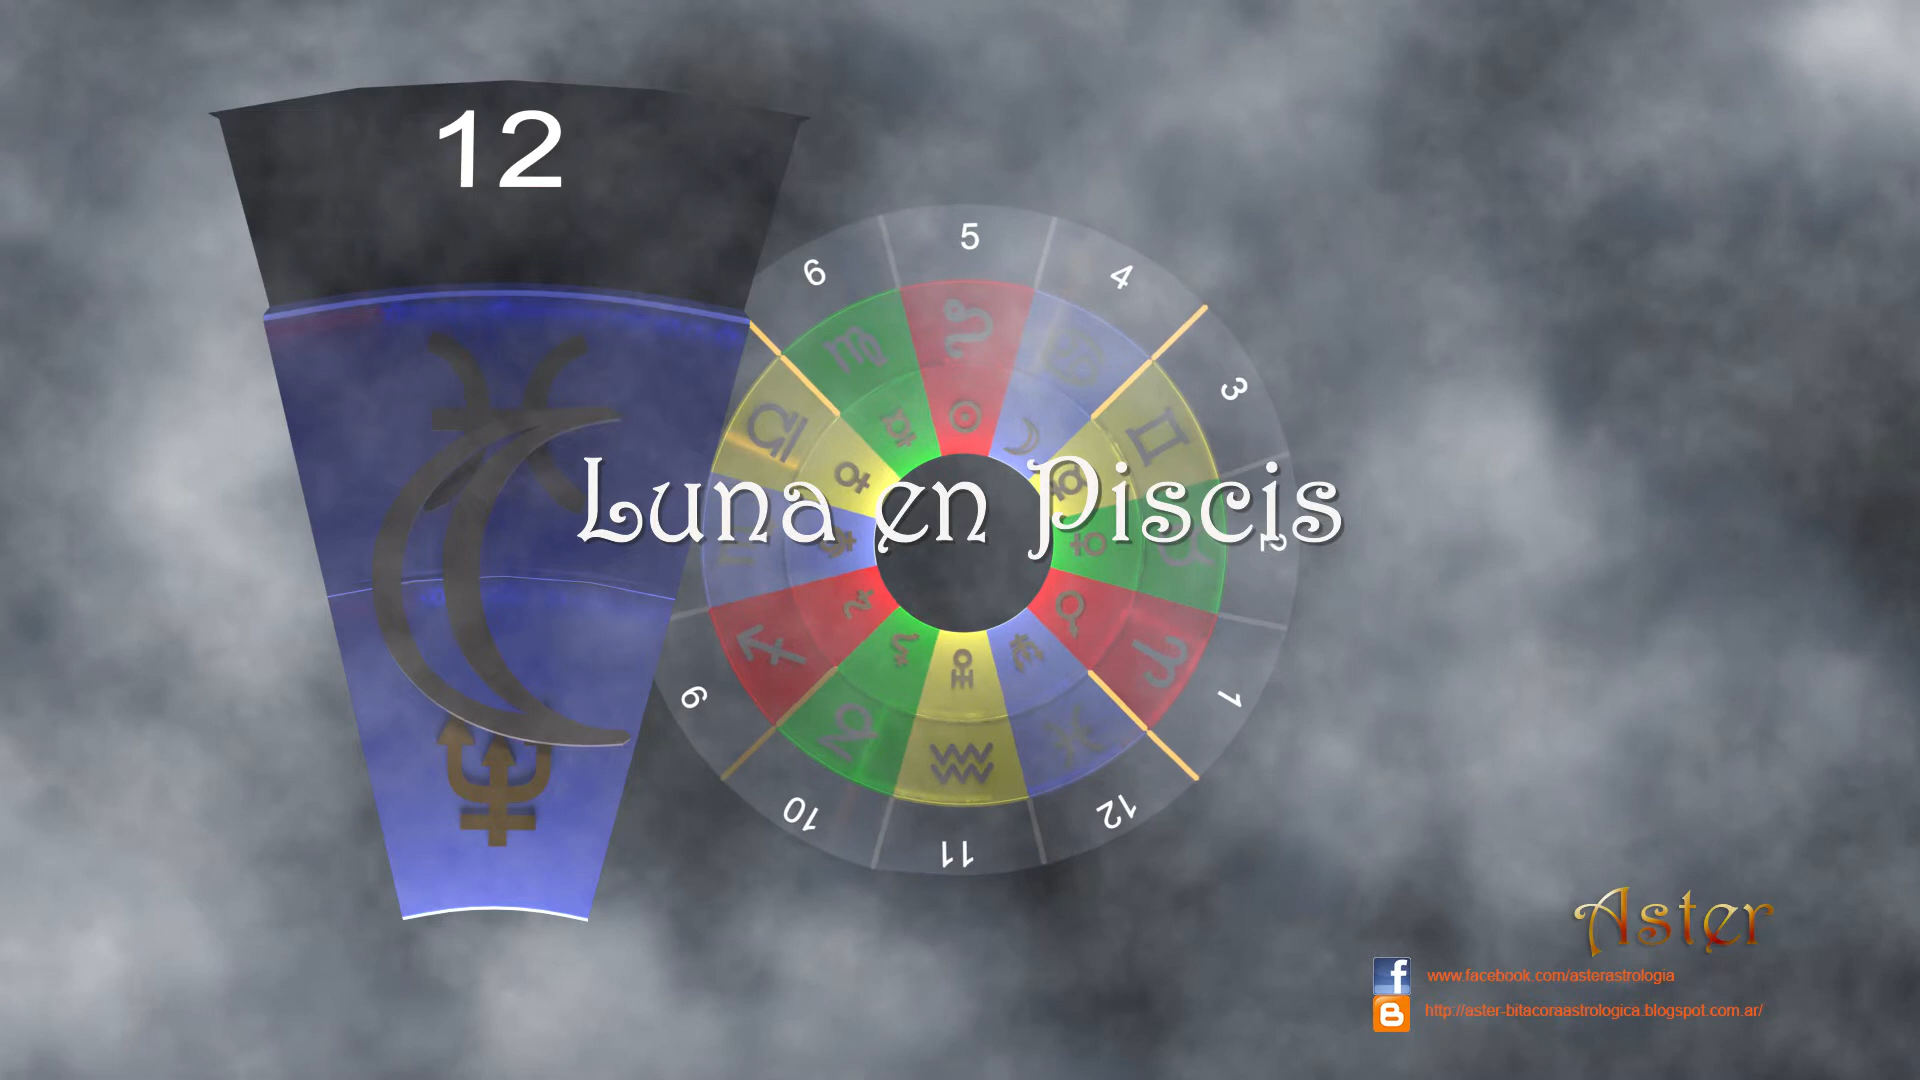 12
5
6
4
3
Luna en Piscis
2
9
1
10
12
11
Aster
www.facebook.com/asterastrologia
http://aster-bitacoraastrologica.blogspot.com.ar/